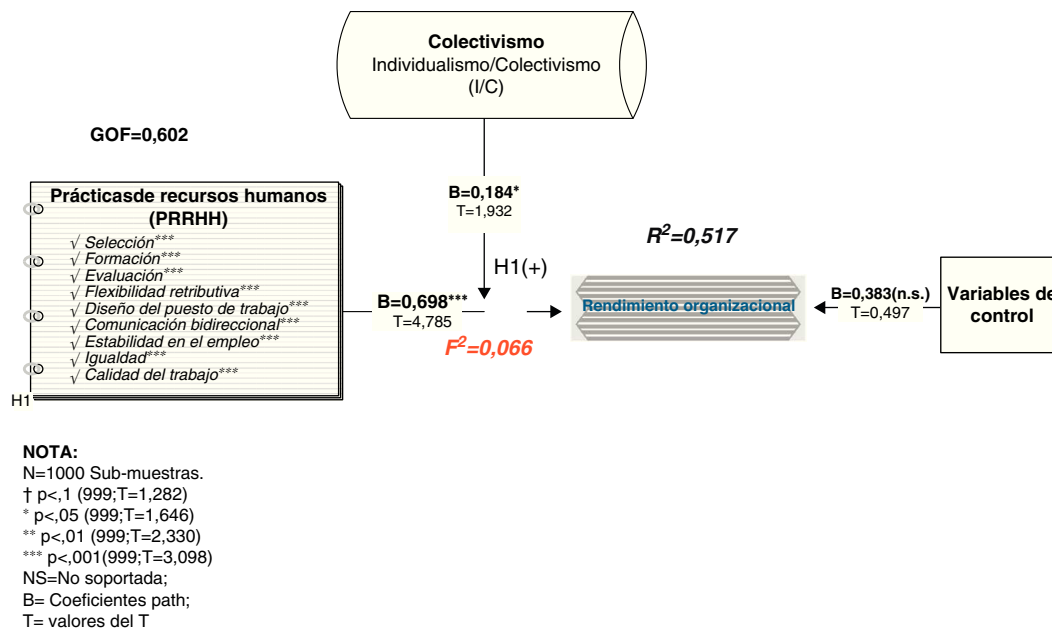 Colectivismo
Individualismo/Colectivismo
(I/C)
GOF=0,602
B=0,184*
T=1,932
Prácticasde recursos humanos
(PRRHH)
√ Selección***
√ Formación***
√ Evaluación***
√ Flexibilidad retributiva***
√ Diseño del puesto de trabajo***
√ Comunicación bidireccional***
√ Estabilidad en el empleo***
√ Igualdad***
√ Calidad del trabajo***
H1
H1(+)
B=0,698***
T=4,785
F²=0,066
R²=0,517
Rendimiento organizacional
B=0,383(n.s.)
T=0,497
Variables de
control
NOTA:
N=1000 Sub-muestras.
† p<,1 (999;T=1,282)
* p<,05 (999;T=1,646)
** p<,01 (999;T=2,330)
*** p<,001(999;T=3,098)
NS=No soportada;
B= Coeficientes path;
T= valores del T